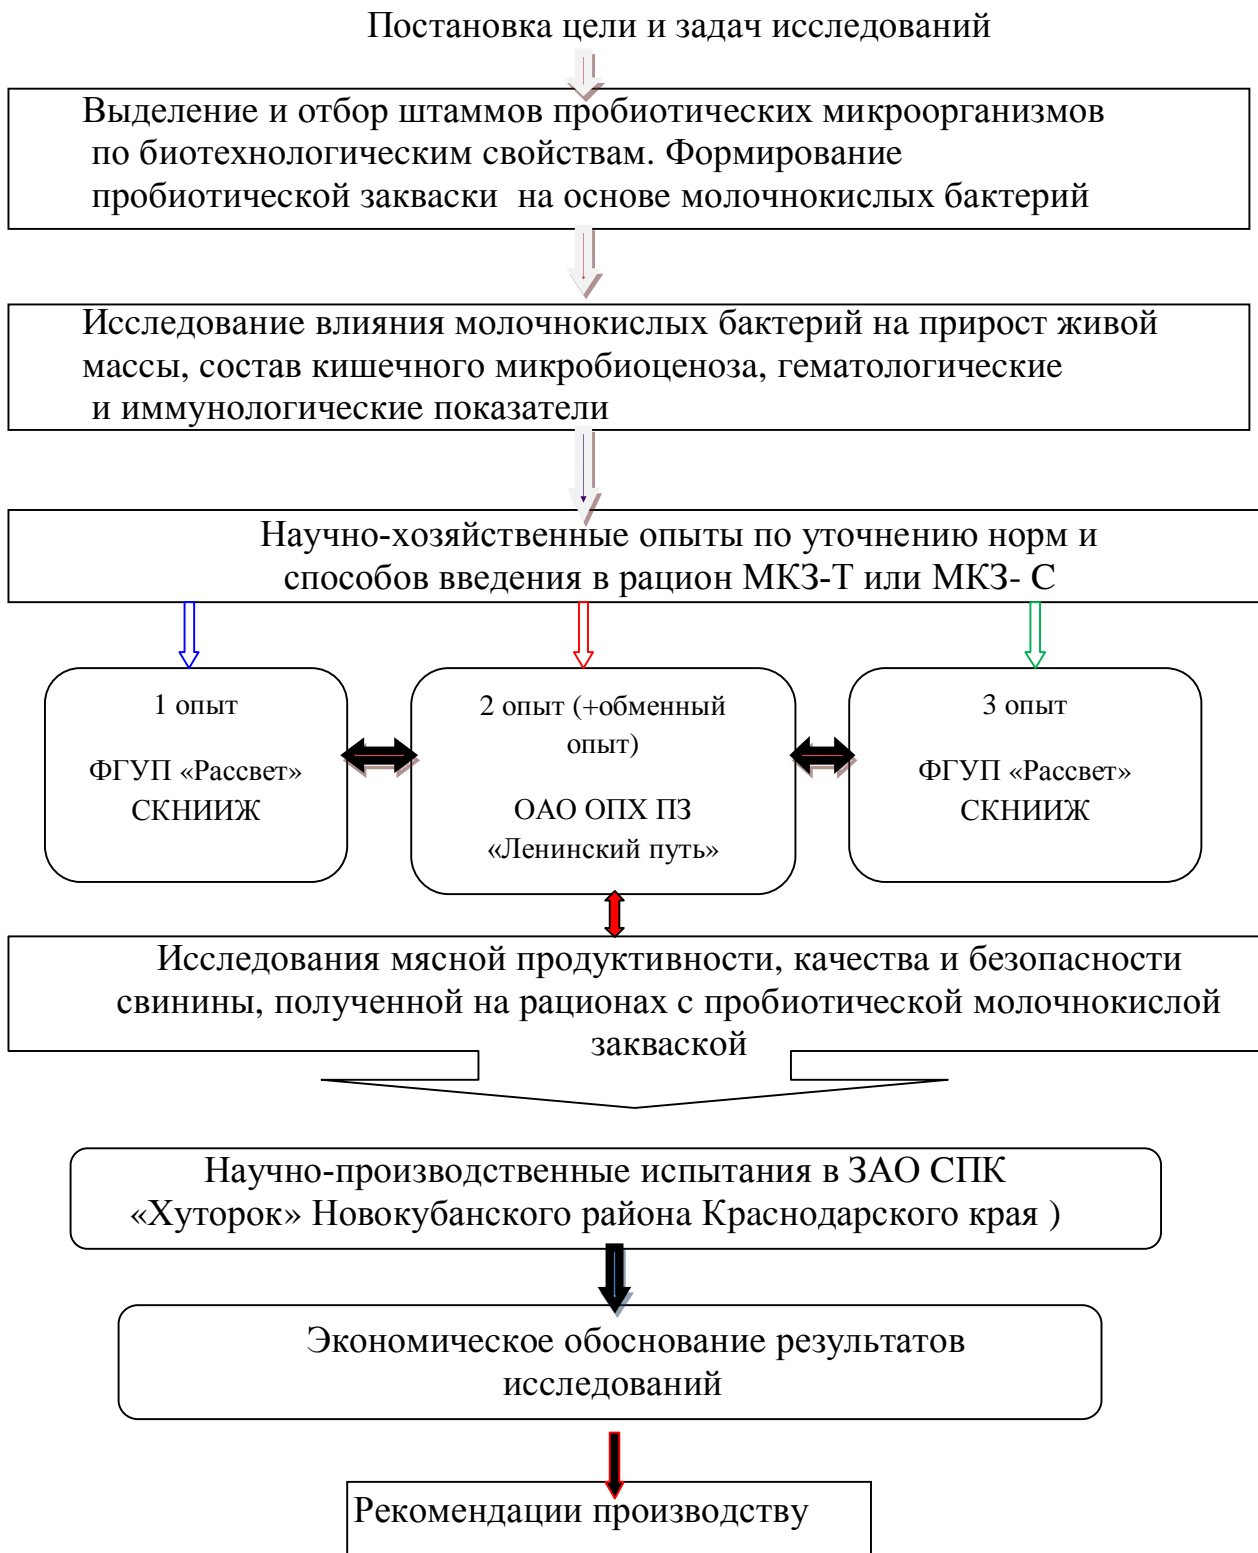 Постановка цели и задач исследований
Выделение и отбор штаммов пробиотических микроорганизмов
по биотехнологическим свойствам. Формирование
пробиотической закваски на основе молочнокислых бактерий
Исследование влияния молочнокислых бактерий на прирост живой
массы, состав кишечного микробиоценоза, гематологические
и иммунологические показатели
Научно-хозяйственные опыты по уточнению норм и
способов введения в рацион МКЗ-Т или МКЗ- С
1 опыт
ФГУП «Рассвет»
СКНИИЖ
2 опыт (+обменный
опыт)
ОАО ОПХ ПЗ
«Ленинский путь»
3 опыт
ФГУП «Рассвет»
СКНИИЖ
Исследования мясной продуктивности, качества и безопасности
свинины, полученной на рационах с пробиотической молочнокислой
закваской
Научно-производственные испытания в ЗАО СПК
«Хуторок» Новокубанского района Краснодарского края )
Экономическое обоснование результатов
исследований
Рекомендации производству